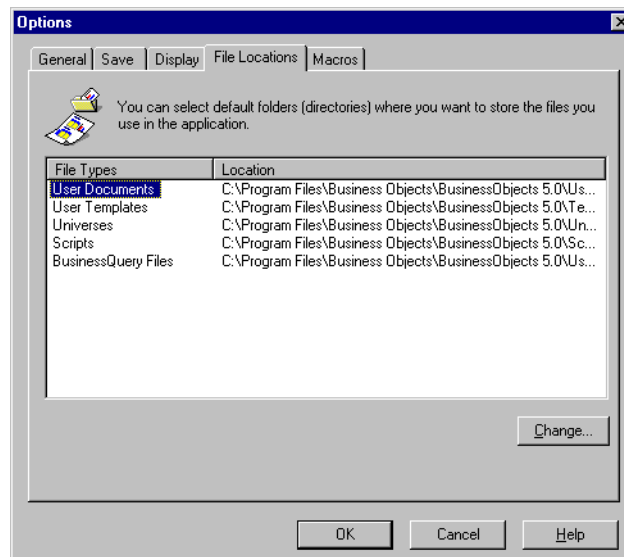 Options
General Save Display File Locations Macros
You can select default folders (directories) where you want to store the files you
use in the application.
File Types Location
User Documents C:\Program Files\Business Objects\BusinessObjects 5.0\Us...
User Templates C:\Program Files\Business Objects\BusinessObjects 5.0\Te...
Universes C:\Program Files\Business Objects\BusinessObjects 5.0\Un...
Scripts C:\Program Files\Business Objects\BusinessObjects 5.0\Sc...
BusinessQuery Files C:\Program Files\Business Objects\BusinessObjects 5.0\Us...
Change...
OK Cancel Help